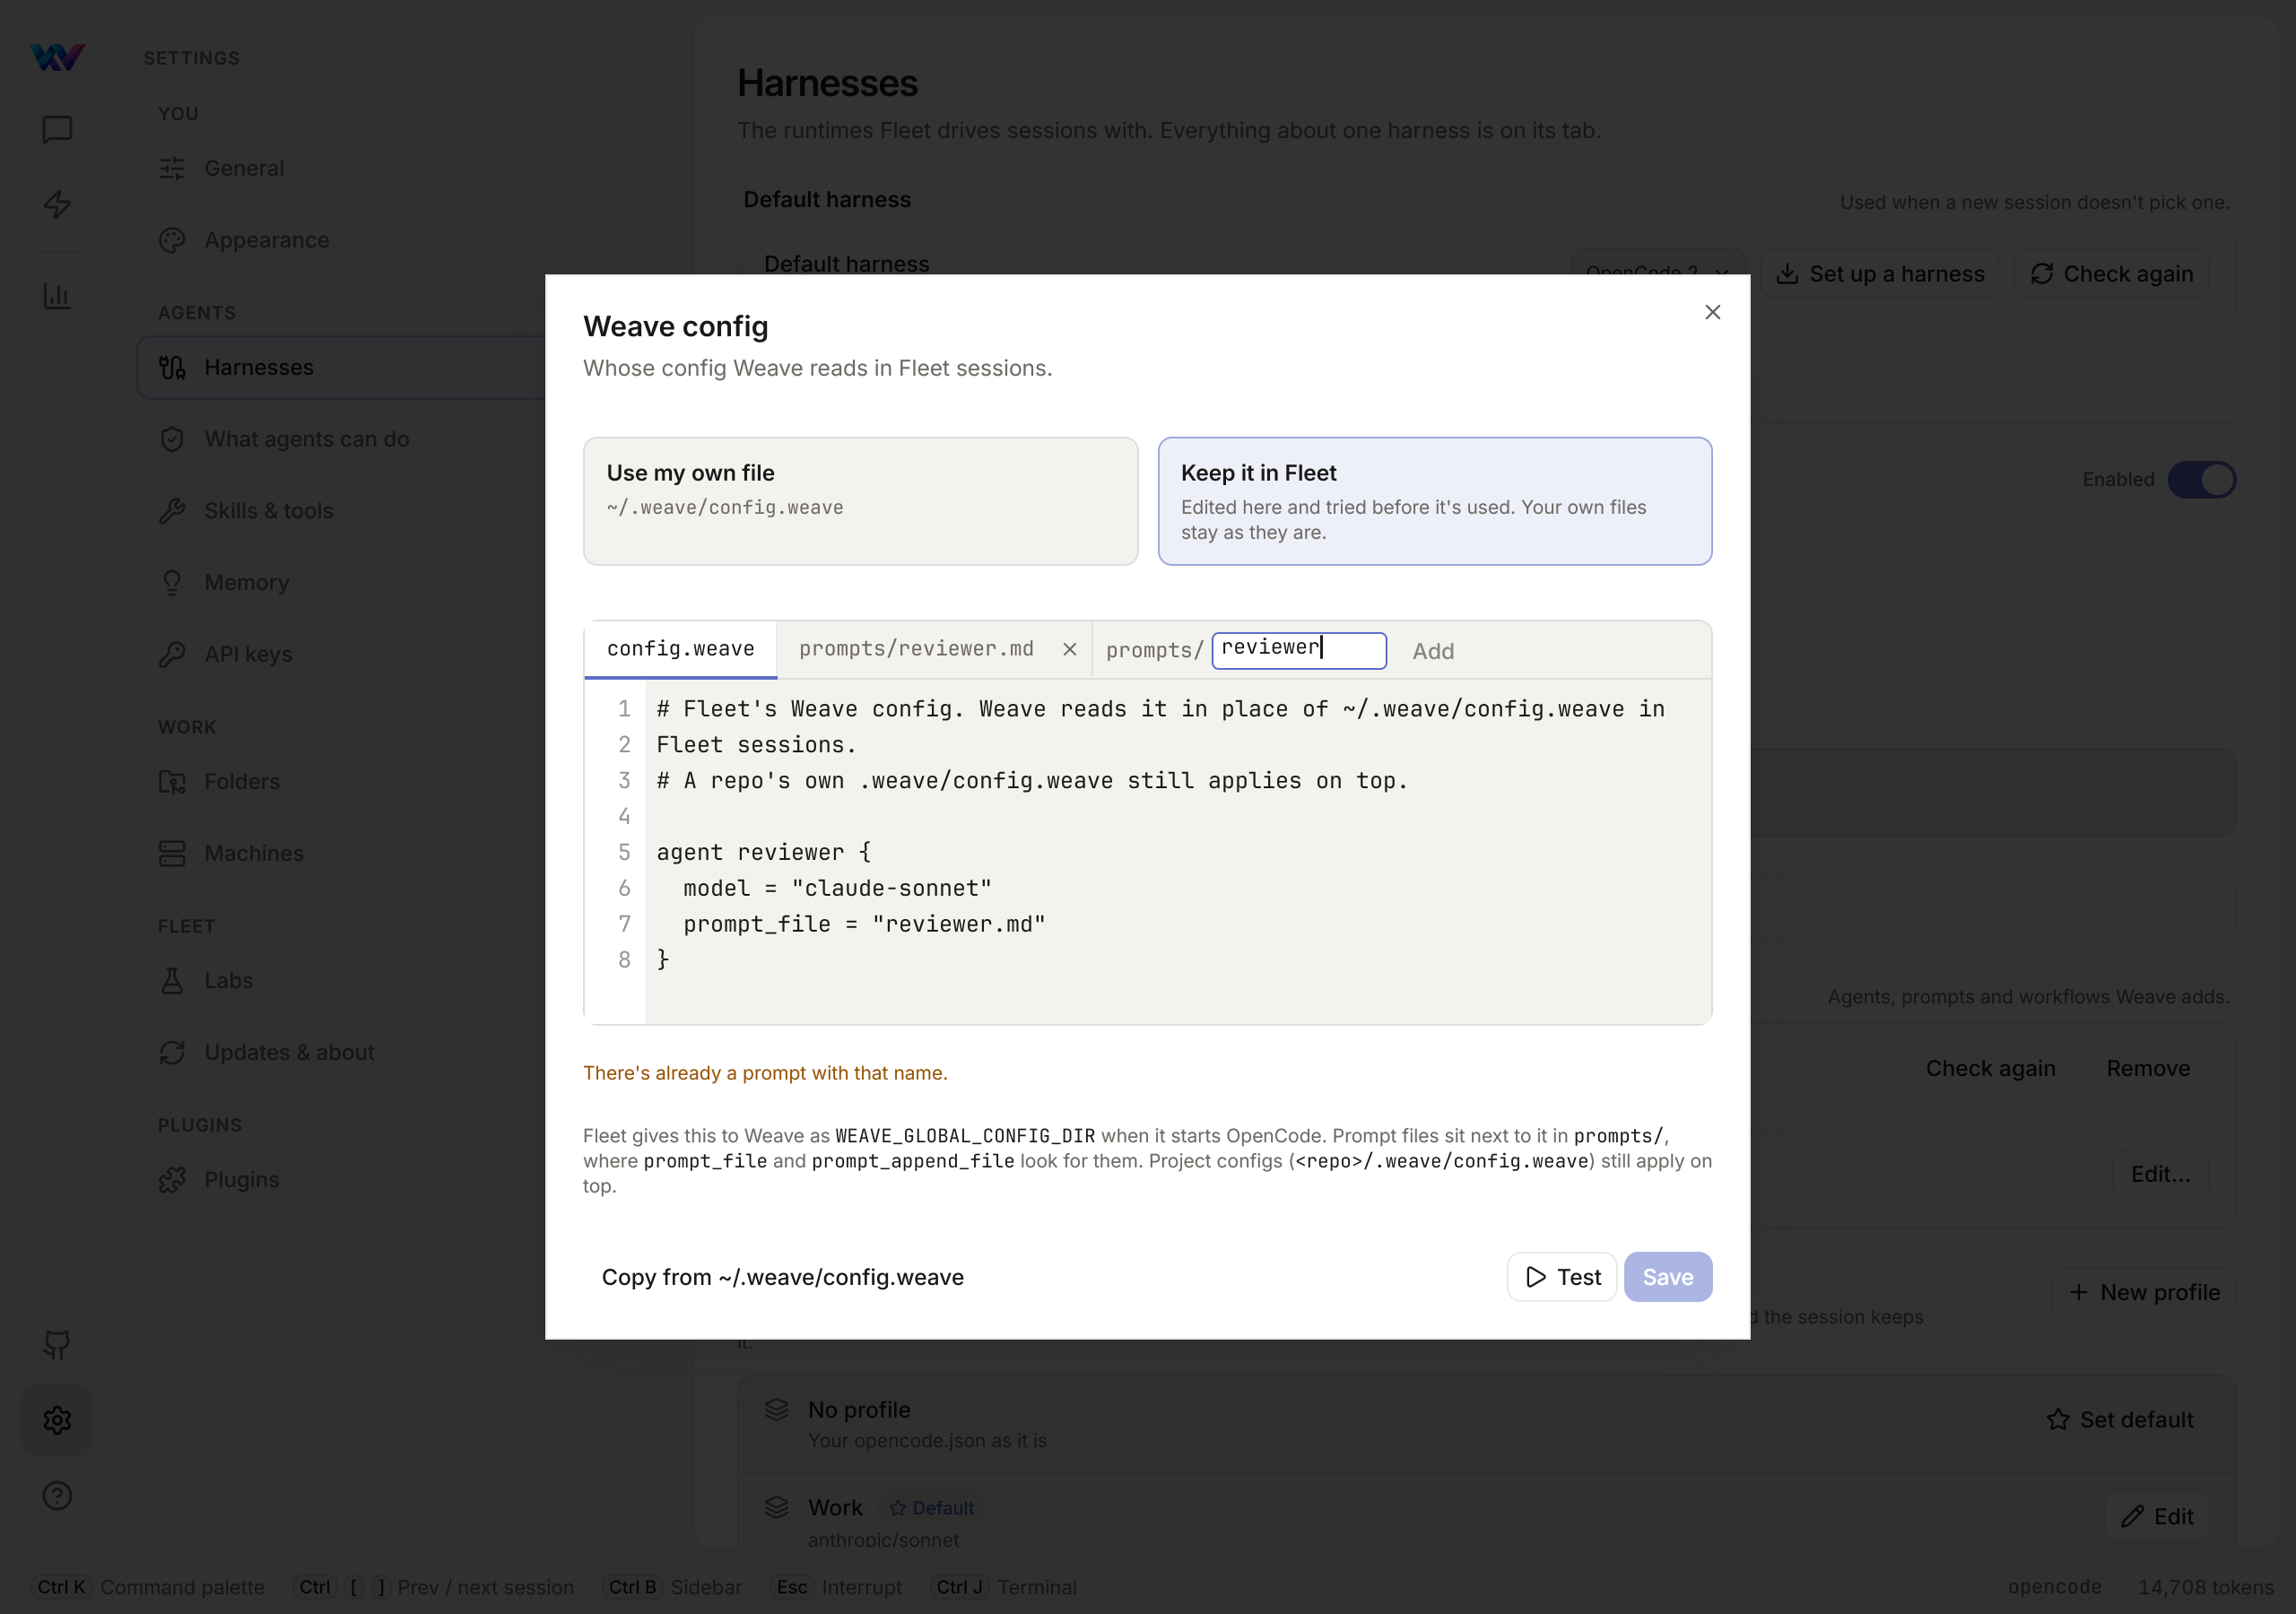 SETTINGS
YOU
General
Appearance
AGENTS
Harnesses
What agents can do
Skills & tools
Memory
API keys
WORK
Folders
Machines
FLEET
Labs
Updates & about
PLUGINS
Plugins
Harnesses
The runtimes Fleet drives sessions with. Everything about one harness is on its tab.
Default harness
Used when a new session doesn't pick one.
Default harness
OpenCode 2
Set up a harness
Check again
Enabled
Weave config
Whose config Weave reads in Fleet sessions.
Use my own file
~/.weave/config.weave
Keep it in Fleet
Edited here and tried before it's used. Your own files
stay as they are.
config.weave
prompts/reviewer.md
prompts/
reviewer
Add
1 # Fleet's Weave config. Weave reads it in place of ~/.weave/config.weave in
2 Fleet sessions.
3 # A repo's own .weave/config.weave still applies on top.
4
5 agent reviewer {
6 model = "claude-sonnet"
7 prompt_file = "reviewer.md"
8 }
There's already a prompt with that name.
Fleet gives this to Weave as WEAVE_GLOBAL_CONFIG_DIR when it starts OpenCode. Prompt files sit next to it in prompts/,
where prompt_file and prompt_append_file look for them. Project configs (<repo>/.weave/config.weave) still apply on
top.
Copy from ~/.weave/config.weave
Test
Save
Agents, prompts and workflows Weave adds.
Check again
Remove
Edit...
New profile
d the session keeps
it.
No profile
Your opencode.json as it is
Set default
Work
Default
anthropic/sonnet
Edit
Ctrl K Command palette
Ctrl [ ] Prev / next session
Ctrl B Sidebar
Esc Interrupt
Ctrl J Terminal
opencode
14,708 tokens